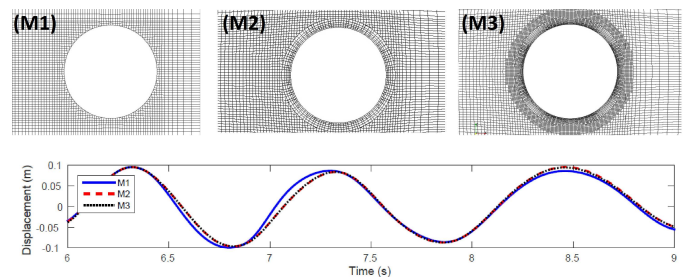 (M1)
(M2)
(M3)
Displacement (m)
0.1
0.05
0
-0.05
-0.1
M1
M2
M3
6
6.5
7
7.5
8
8.5
9
Time (s)